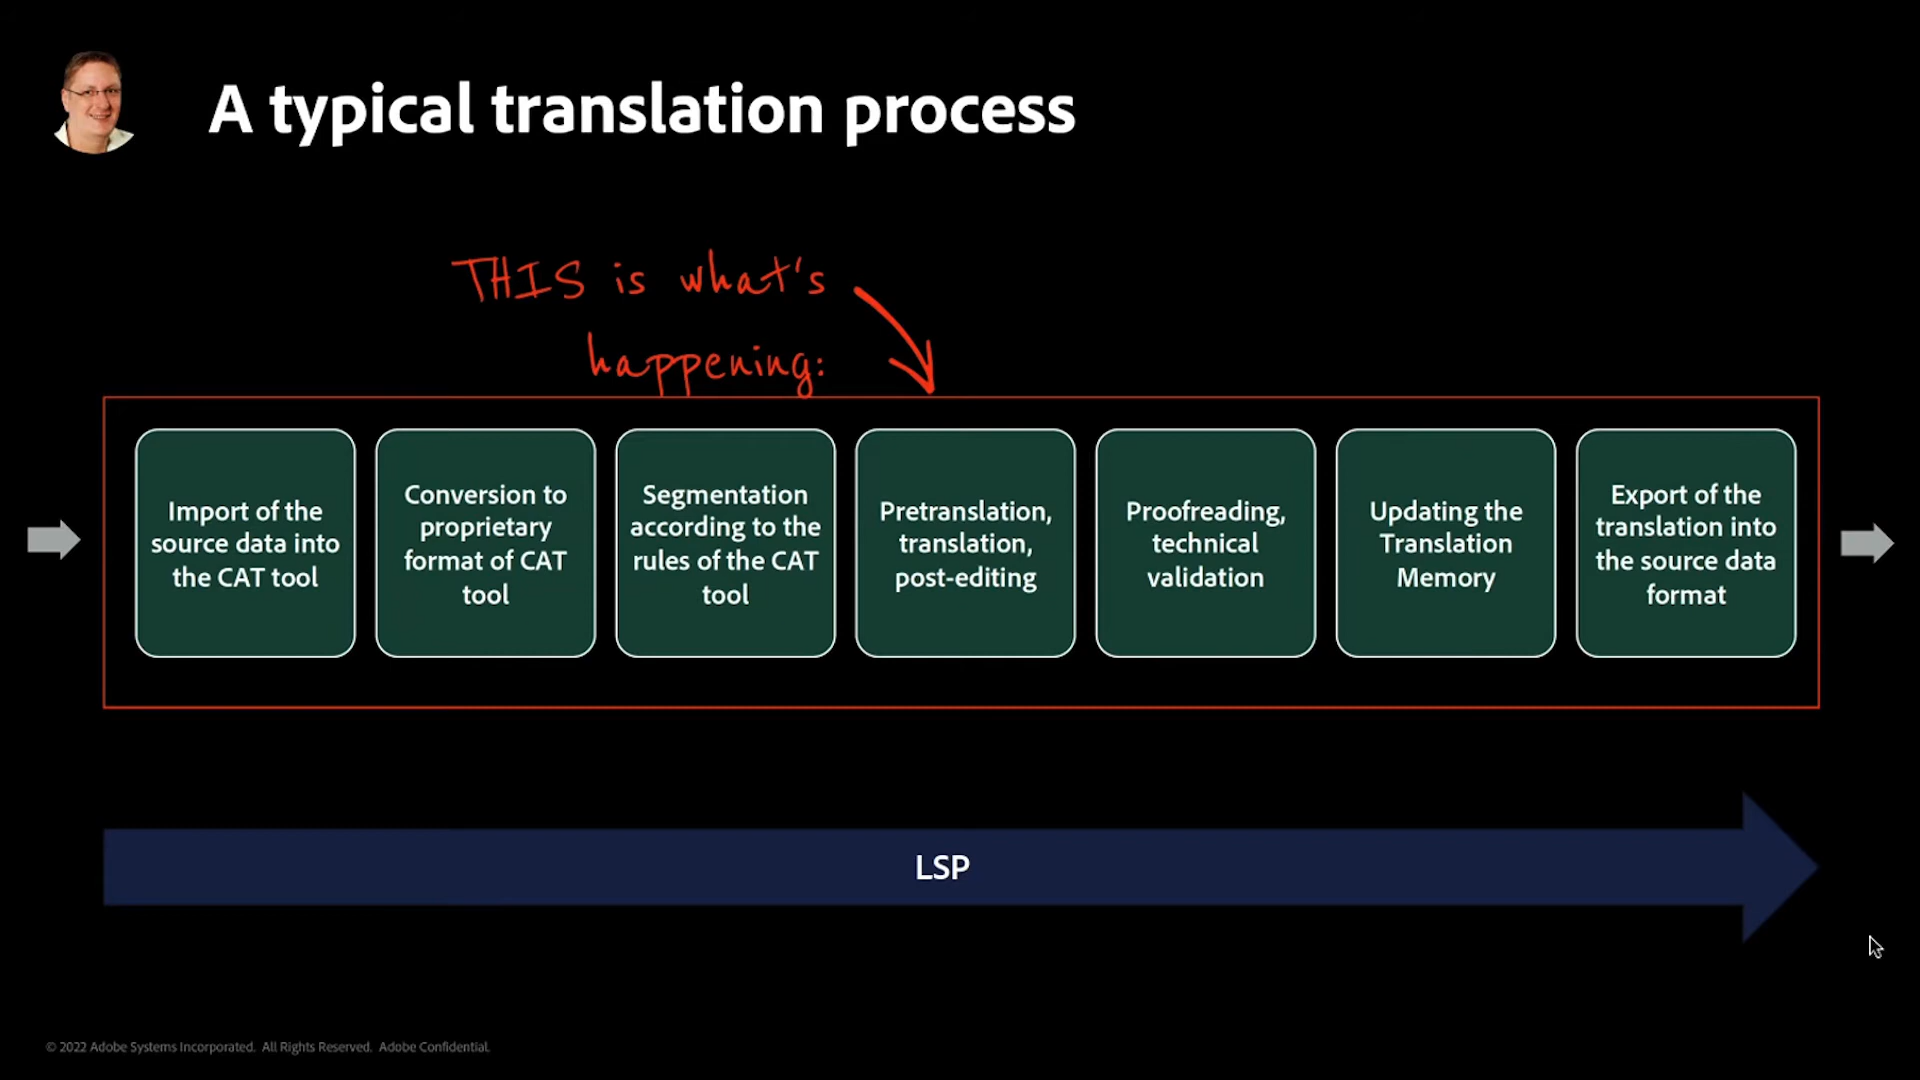 A typical translation process
THIS is what's
happening:
Import of the
source data into
the CAT tool
Conversion to
proprietary
format of CAT
tool
Segmentation
according to the
rules of the CAT
tool
Pretranslation,
translation,
post-editing
Proofreading,
technical
validation
Updating the
Translation
Memory
Export of the
translation into
the source data
format
LSP
© 2022 Adobe Systems Incorporated. All Rights Reserved. Adobe Confidential.